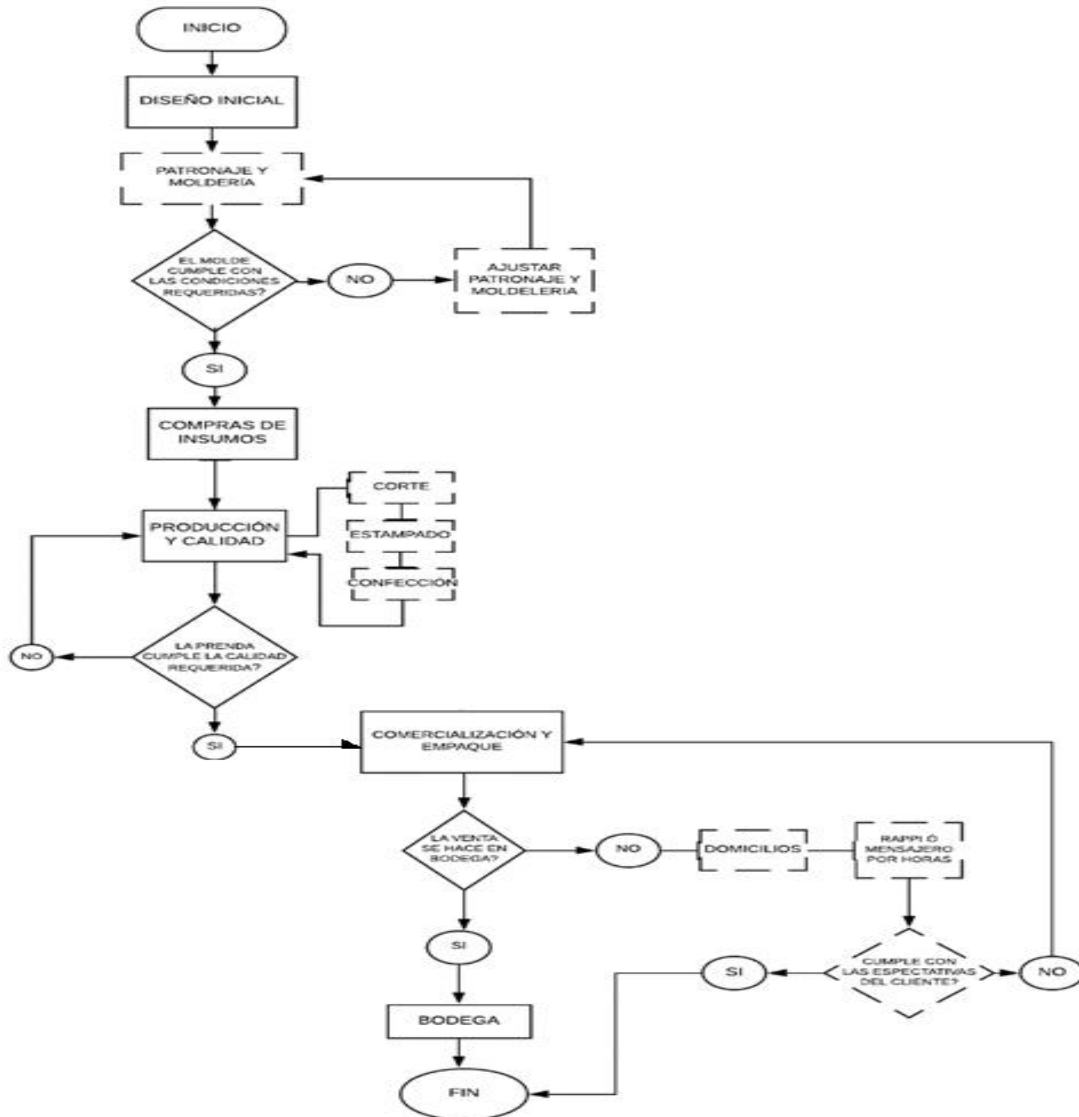 INICIO
DISEÑO INICIAL
PATRONAJE Y
MOLDERÍA
EL MOLDE
CUMPLE CON
LAS CONDICIONES
REQUERIDAS?
NO
AJUSTAR
PATRONAJE Y
MOLDELERIA
SI
COMPRAS DE
INSUMOS
PRODUCCIÓN
Y CALIDAD
CORTE
ESTAMPADO
CONFECCIÓN
LA PRENDA
CUMPLE LA CALIDAD
REQUERIDA?
NO
SI
COMERCIALIZACIÓN Y
EMPAQUE
LA VENTA
SE HACE EN
BODEGA?
NO
DOMICILIOS
RAPPI Ó
MENSAJERO
POR HORAS
SI
CUMPLE CON
LAS ESPECTATIVAS
DEL CLIENTE?
SI
NO
BODEGA
FIN